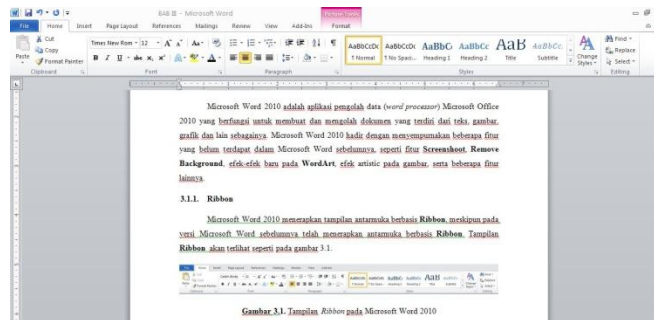 BAB III - Microsoft Word
Picture Tools
File Home Insert Page Layout References Mailings Review View Add-Ins Format
Cut
Copy
Format Painter
Paste
Times New Rom 12
B I U abc
AaBbCcDc AaBbCcDc AaBbC AaBbCc AaB AaBbCc.
¶ Normal ¶ No Spaci... Heading 1 Heading 2 Title Subtitle
Change
Styles
Find
Replace
Select
Clipboard Font Paragraph Styles Editing
Microsoft Word 2010 adalah aplikasi pengolah data (word processor) Microsoft Office
2010 yang berfungsi untuk membuat dan mengolah dokumen yang terdiri dari teks, gambar,
grafik dan lain sebagainya. Microsoft Word 2010 hadir dengan menyempurnakan beberapa fitur
yang belum terdapat dalam Microsoft Word sebelumnya, seperti fitur Screenshoot, Remove
Background, efek-efek baru pada WordArt, efek artistic pada gambar, serta beberapa fitur
lainnya.
3.1.1. Ribbon
Microsoft Word 2010 menerapkan tampilan antarmuka berbasis Ribbon, meskipun pada
versi Microsoft Word sebelumnya telah menerapkan antarmuka berbasis Ribbon. Tampilan
Ribbon akan terlihat seperti pada gambar 3.1.
Gambar 3.1. Tampilan Ribbon pada Microsoft Word 2010